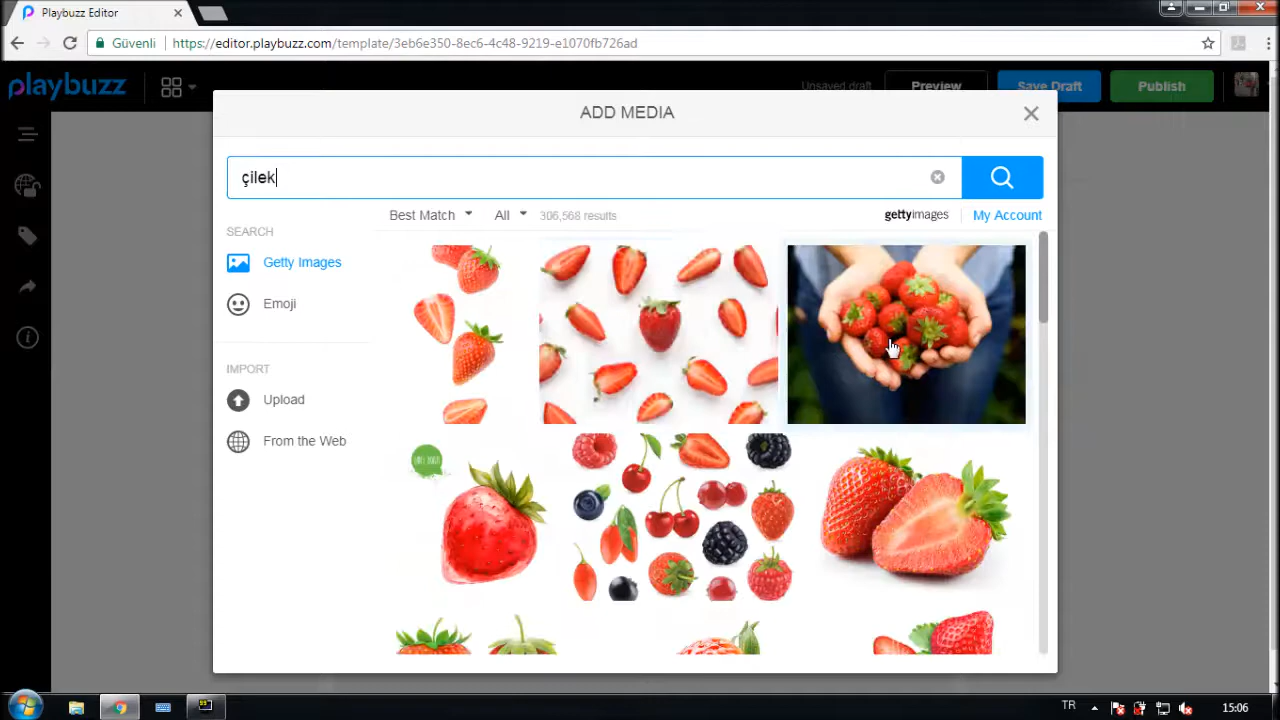 Playbuzz Editor
Güvenli
https://editor.playbuzz.com/template/3eb6e350-8ec6-4c48-9219-e1070fb726ad
playbuzz
Unsaved draft
Preview
Save Draft
Publish
ADD MEDIA
çilek
Best Match
All
306,568 results
gettyimages
My Account
SEARCH
Getty Images
Emoji
IMPORT
Upload
From the Web
TR
15:06